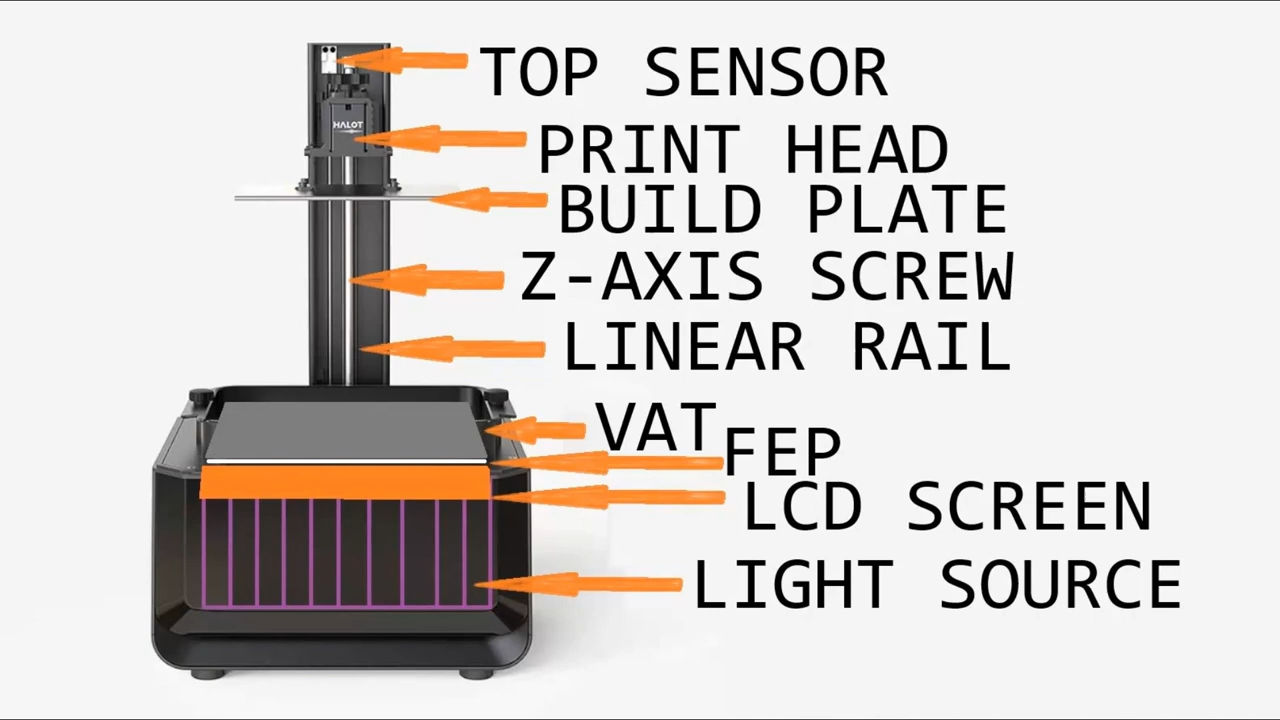 TOP SENSOR
HALOT
PRINT HEAD
BUILD PLATE
Z-AXIS SCREW
LINEAR RAIL
VAT
FEP
LCD SCREEN
LIGHT SOURCE